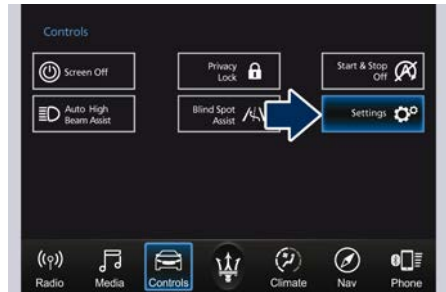 Controls
Screen Off
Privacy
Lock
Start & Stop
Off
Auto High
Beam Assist
Blind Spot
Assist
Settings
Radio
Media
Controls
Climate
Nav
Phone